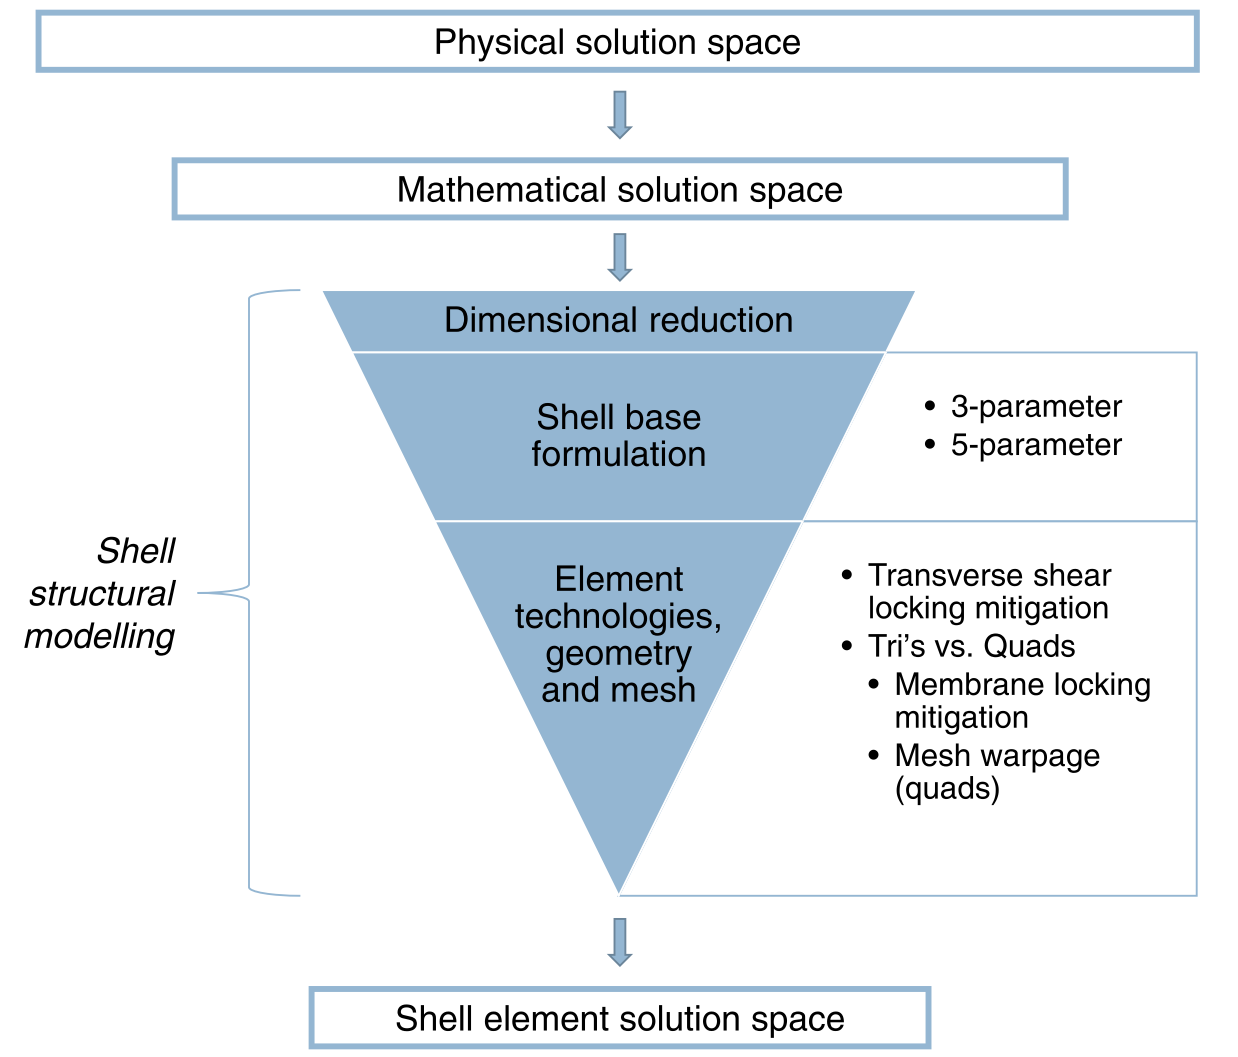 Physical solution space
Mathematical solution space
Dimensional reduction
Shell base
formulation
• 3-parameter
• 5-parameter
Shell
structural
modelling
Element
technologies,
geometry
and mesh
• Transverse shear
locking mitigation
• Tri’s vs. Quads
• Membrane locking
mitigation
• Mesh warpage
(quads)
Shell element solution space